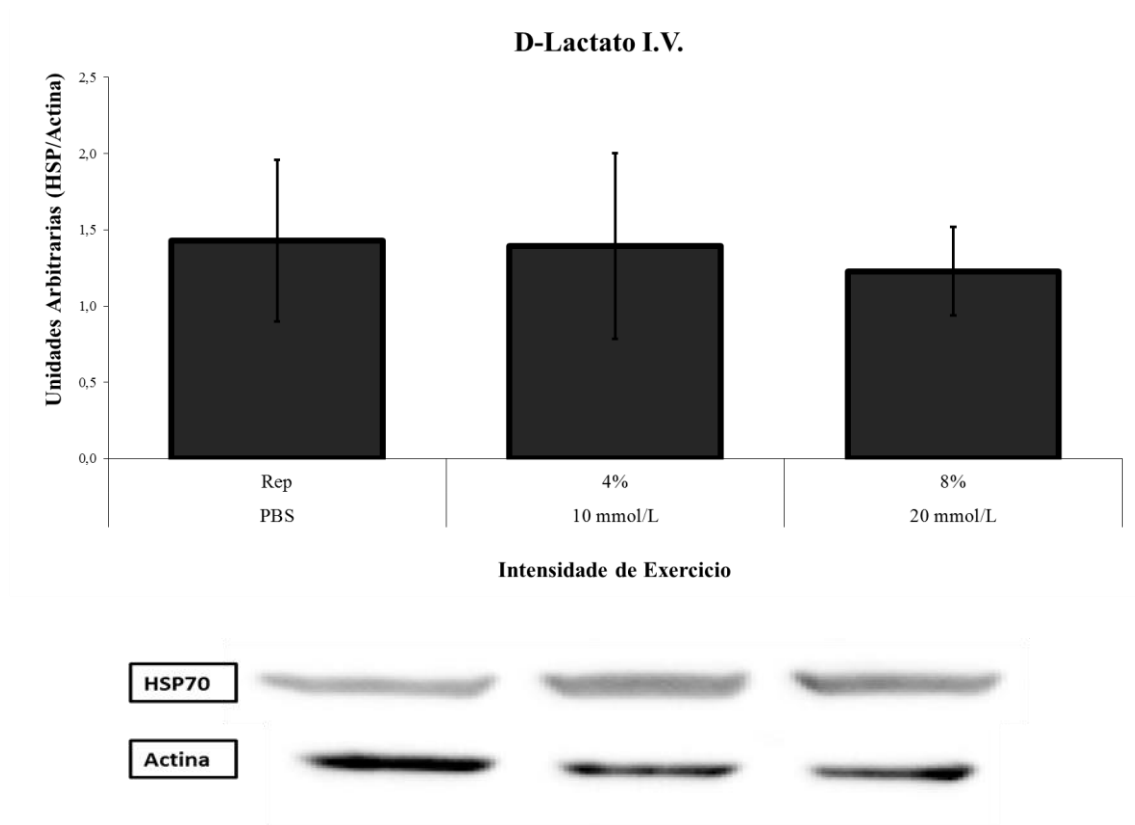 D-Lactato I.V.
Unidades Arbitrarias (HSP/Actina)
2,5
2,0
1,5
1,0
0,5
0,0
Rep 4% 8%
PBS 10 mmol/L 20 mmol/L
Intensidade de Exercicio
HSP70
Actina